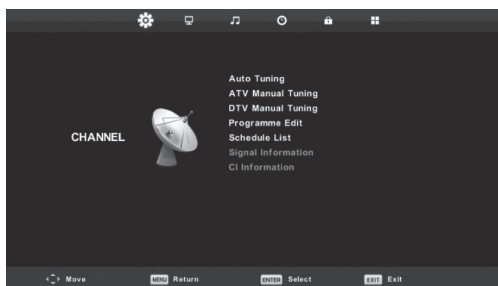 Auto Tuning
ATV Manual Tuning
DTV Manual Tuning
Programme Edit
CHANNEL
Schedule List
Signal Information
CI Information
Move
MENU Return
ENTER Select
EXIT Exit